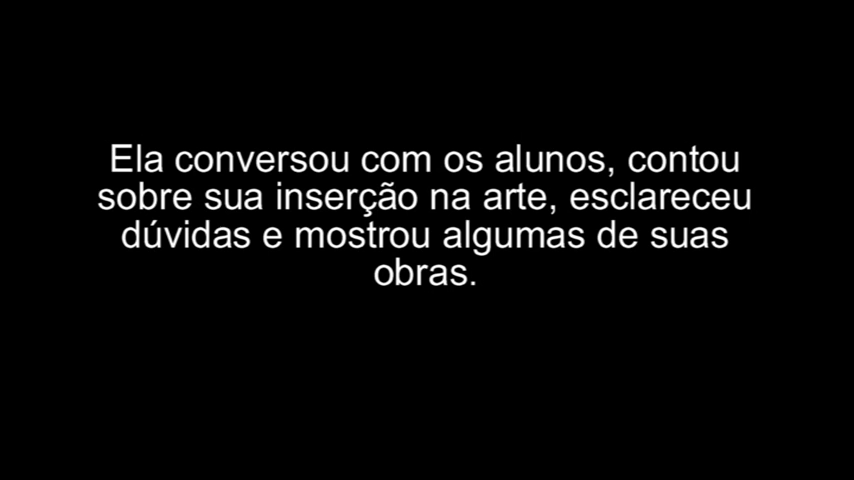 Ela conversou com os alunos, contou
sobre sua inserção na arte, esclareceu
dúvidas e mostrou algumas de suas
obras.